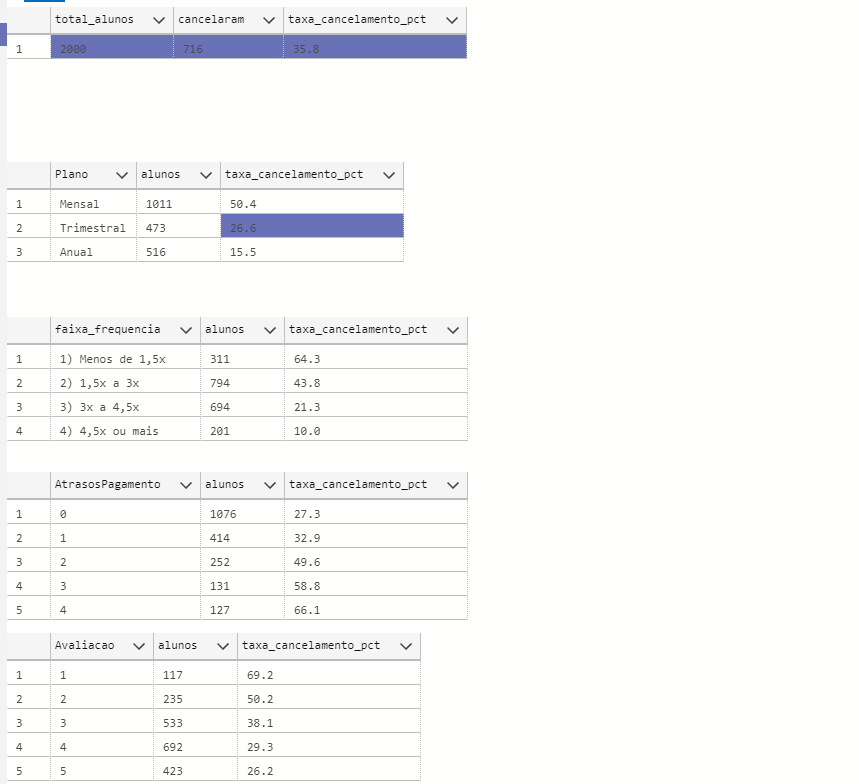 total_alunos cancelaram taxa_cancelamento_pct
1 2000 716 35.8
Plano alunos taxa_cancelamento_pct
1 Mensal 1011 50.4
2 Trimestral 473 26.6
3 Anual 516 15.5
faixa_frequencia alunos taxa_cancelamento_pct
1 1) Menos de 1,5x 311 64.3
2 2) 1,5x a 3x 794 43.8
3 3) 3x a 4,5x 694 21.3
4 4) 4,5x ou mais 201 10.0
AtrasosPagamento alunos taxa_cancelamento_pct
1 0 1076 27.3
2 1 414 32.9
3 2 252 49.6
4 3 131 58.8
5 4 127 66.1
Avaliacao alunos taxa_cancelamento_pct
1 1 117 69.2
2 2 235 50.2
3 3 533 38.1
4 4 692 29.3
5 5 423 26.2